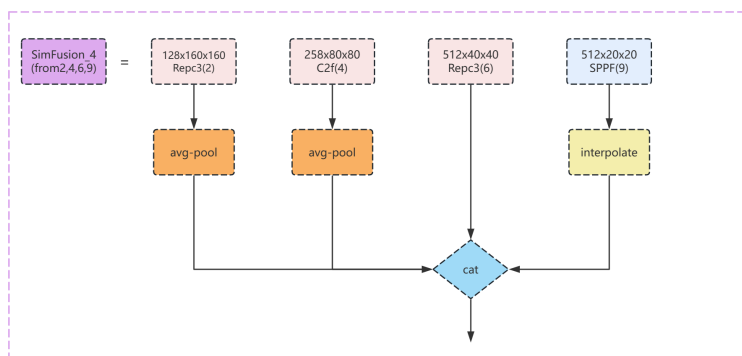 SimFusion_4
(from2,4,6,9)
=
128x160x160
Repc3(2)
258x80x80
C2f(4)
512x40x40
Repc3(6)
512x20x20
SPPF(9)
avg-pool
avg-pool
interpolate
cat